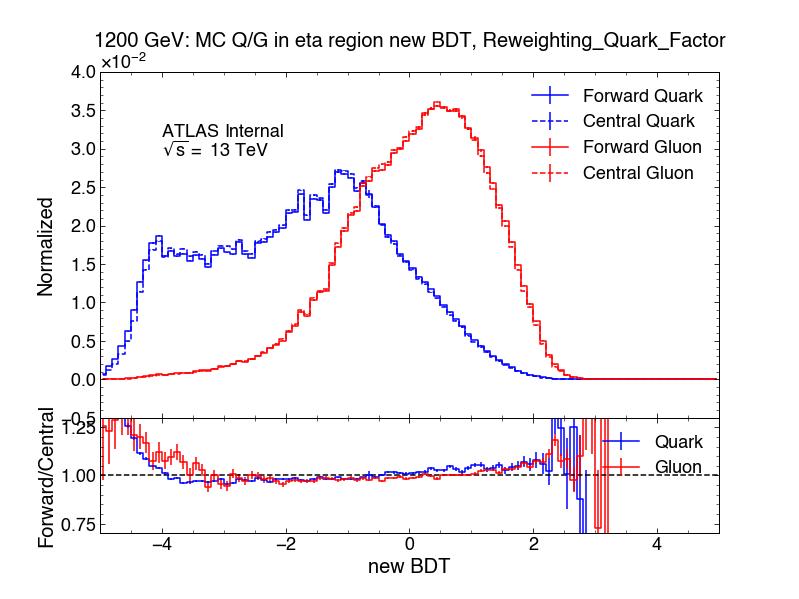 1200 GeV: MC Q/G in eta region new BDT, Reweighting_Quark_Factor
×10⁻²
4.0
3.5
3.0
2.5
2.0
1.5
1.0
0.5
0.0
−0.5
Normalized
ATLAS Internal
√s = 13 TeV
Forward Quark
Central Quark
Forward Gluon
Central Gluon
1.25
1.00
0.75
Forward/Central
Quark
Gluon
−4 −2 0 2 4
new BDT